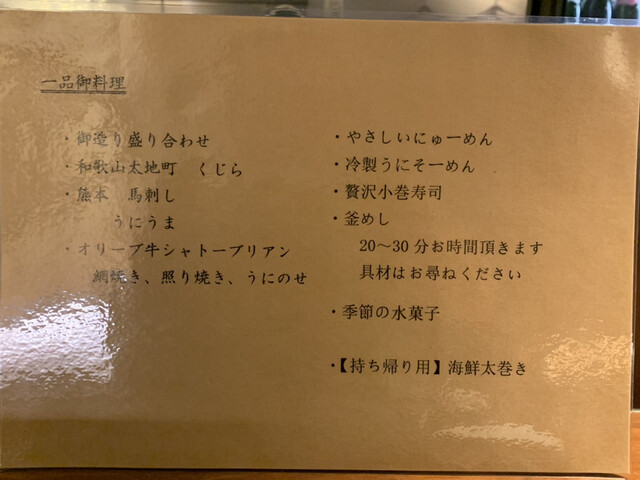 一品御料理
・御造り盛り合わせ
・和歌山太地町　くじら
・熊本　馬刺し
うにうま
・オリーブ牛シャトーブリアン
網焼き、照り焼き、うにのせ
・やさしいにゅーめん
・冷製うにそーめん
・贅沢小巻寿司
・釜めし
20～30分お時間頂きます
具材はお尋ねください
・季節の水菓子
・【持ち帰り用】海鮮太巻き